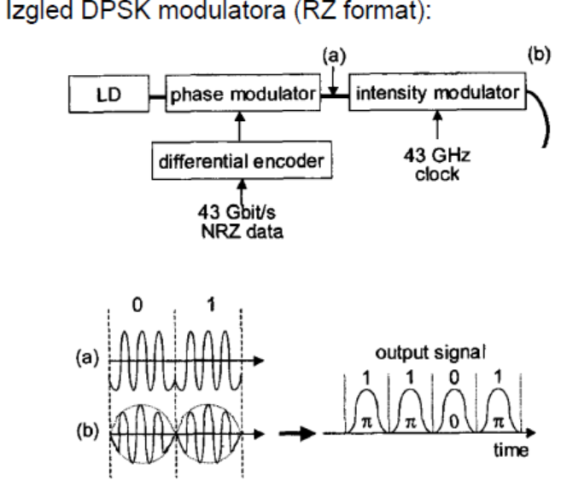 Izgled DPSK modulatora (RZ format):
(a) (b)
LD phase modulator intensity modulator
differential encoder
43 GHz
clock
43 Gbit/s
NRZ data
0 1
(a)
output signal
1 1 0 1
(b)
π π 0 π
time